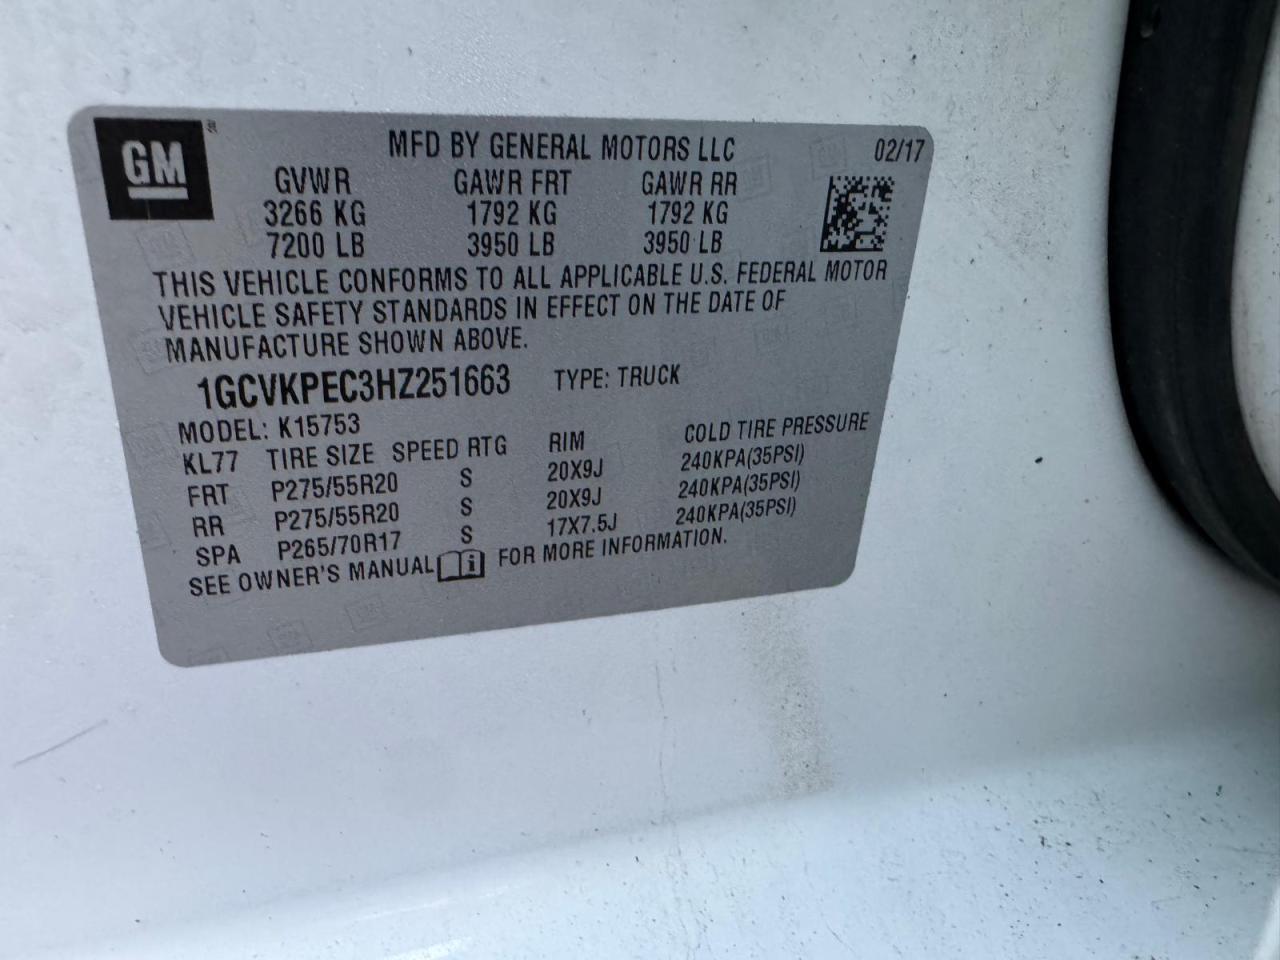 GM
MFD BY GENERAL MOTORS LLC 02/17
GVWR GAWR FRT GAWR RR
3266 KG 1792 KG 1792 KG
7200 LB 3950 LB 3950 LB
THIS VEHICLE CONFORMS TO ALL APPLICABLE U.S. FEDERAL MOTOR
VEHICLE SAFETY STANDARDS IN EFFECT ON THE DATE OF
MANUFACTURE SHOWN ABOVE.
1GCVKPEC3HZ251663 TYPE: TRUCK
MODEL: K15753
KL77 TIRE SIZE SPEED RTG RIM COLD TIRE PRESSURE
FRT P275/55R20 S 20X9J 240KPA(35PSI)
RR P275/55R20 S 20X9J 240KPA(35PSI)
SPA P265/70R17 S 17X7.5J 240KPA(35PSI)
SEE OWNER'S MANUAL FOR MORE INFORMATION.